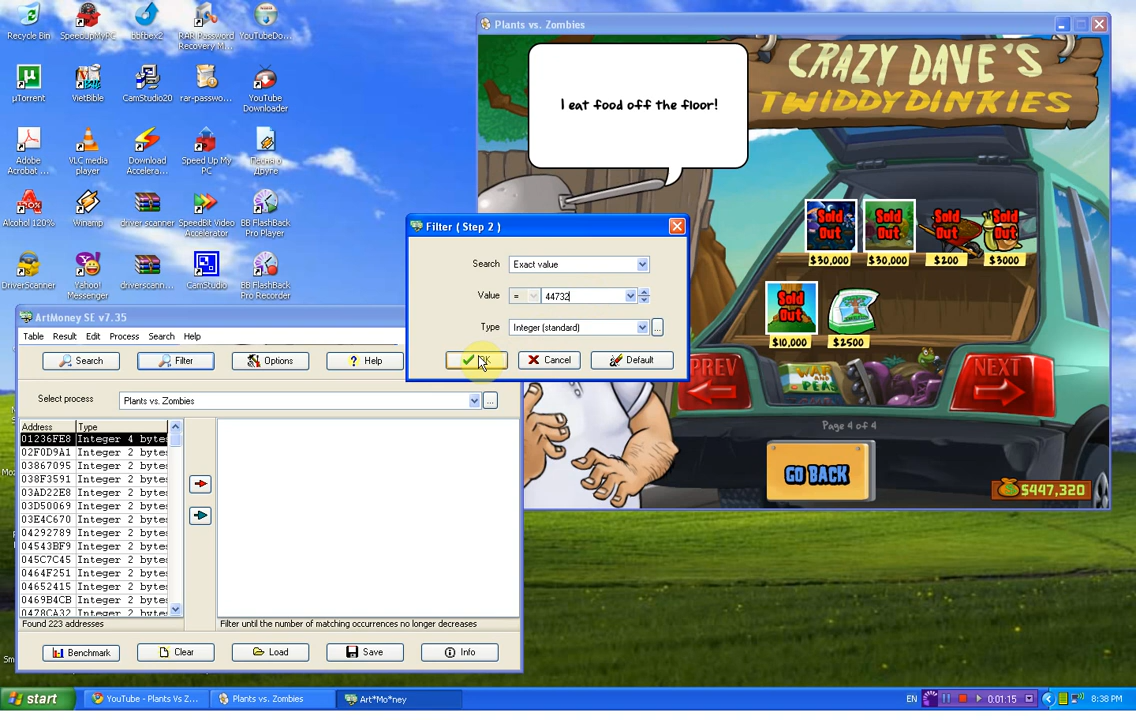 Recycle Bin
SpeedUpMyPC
bbfbex2
RAR Password
Recovery M...
YouTubeDo...
µTorrent
VietBible
CamStudio20
rar-passwo...
YouTube
Downloader
Adobe
Acrobat ...
VLC media
player
Download
Accelera...
Speed Up My
PC
Песня о
Друге
Alcohol 120%
Winamp
driver scanner
SpeedBit Video
Accelerator
BB FlashBack
Pro Player
DriverScanner
Yahoo!
Messenger
driverscann...
CamStudio
BB FlashBack
Pro Recorder
Plants vs. Zombies
I eat food off the floor!
CRAZY DAVE'S
TWIDDYDINKIES
Sold Out
Sold Out
Sold Out
Sold Out
$30,000
$30,000
$200
$3000
Sold Out
$10,000
$2500
PREV
WAR AND PEAS
NEXT
Page 4 of 4
GO BACK
$447,320
Filter ( Step 2 )
Search
Exact value
Value
=
44732
Type
Integer (standard)
...
OK
Cancel
Default
ArtMoney SE v7.35
Table Result Edit Process Search Help
Search
Filter
Options
? Help
Select process
Plants vs. Zombies
...
Address Type
01236FE8 Integer 4 bytes
02F0D9A1 Integer 2 bytes
03867095 Integer 2 bytes
038F3591 Integer 2 bytes
03AD22E8 Integer 2 bytes
03D50069 Integer 2 bytes
03E4C670 Integer 2 bytes
04292789 Integer 2 bytes
04543BF9 Integer 2 bytes
045C7C45 Integer 2 bytes
0464F251 Integer 2 bytes
04652415 Integer 2 bytes
0469B4CB Integer 2 bytes
0478CA32 Integer 2 bytes
Found 223 addresses
Filter until the number of matching occurrences no longer decreases
Benchmark
Clear
Load
Save
Info
start
YouTube - Plants Vs Z...
Plants vs. Zombies
Art*Mo*ney
EN
0:01:15
8:38 PM